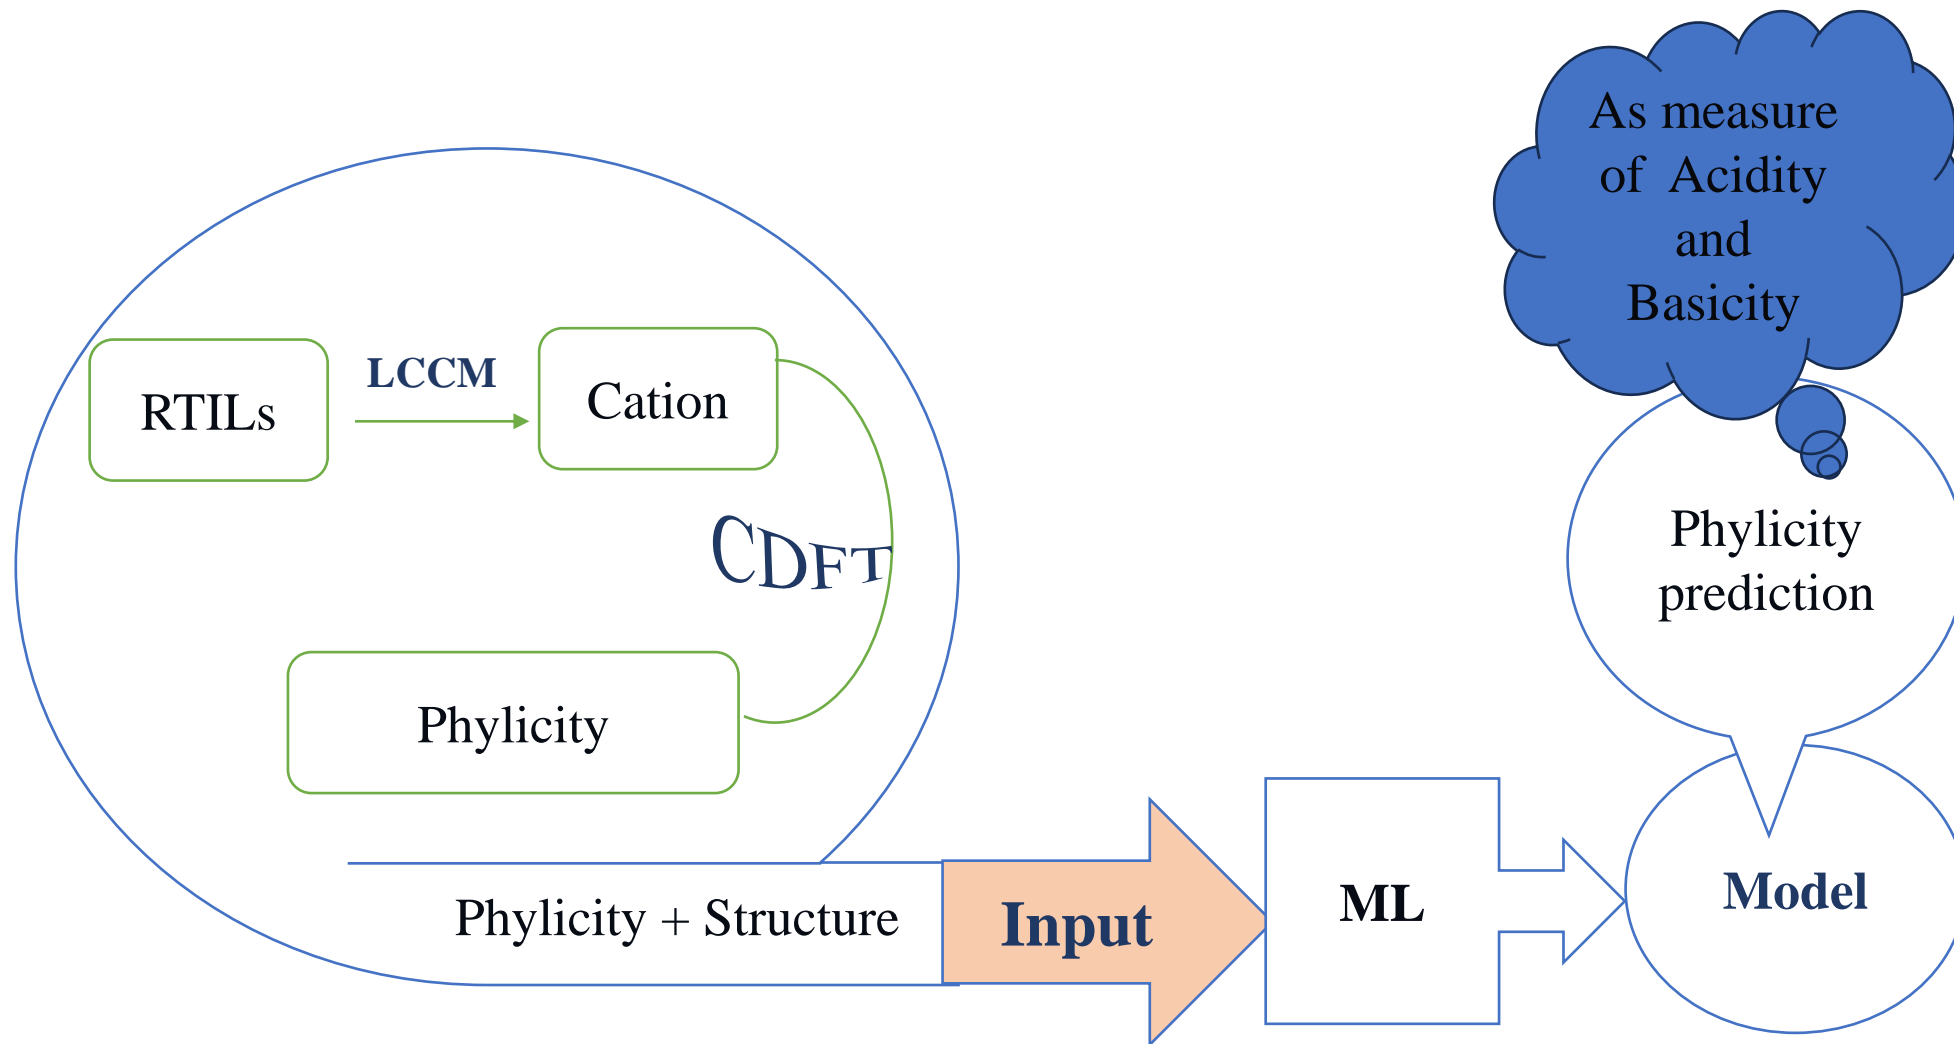 RTILs
LCCM
Cation
CDFT
Phylicity
Phylicity + Structure
Input
ML
Model
Phylicity
prediction
As measure
of Acidity
and
Basicity